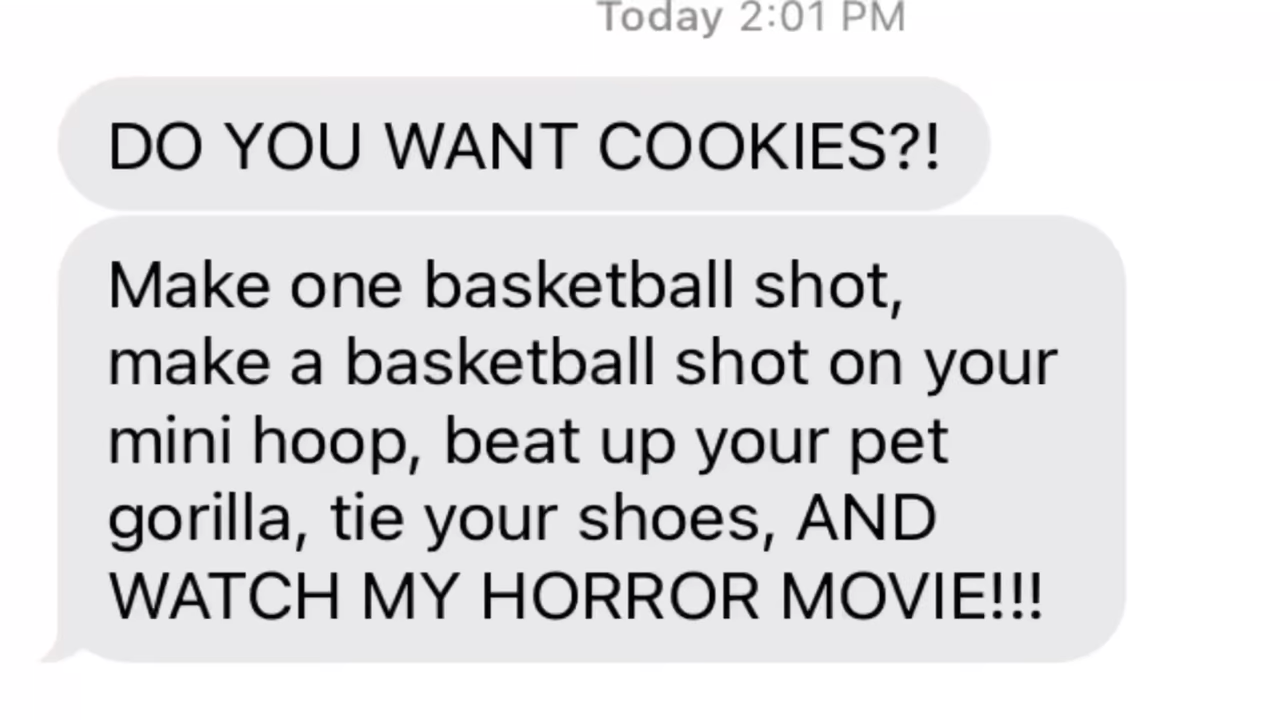 Today 2:01 PM
DO YOU WANT COOKIES?!
Make one basketball shot,
make a basketball shot on your
mini hoop, beat up your pet
gorilla, tie your shoes, AND
WATCH MY HORROR MOVIE!!!